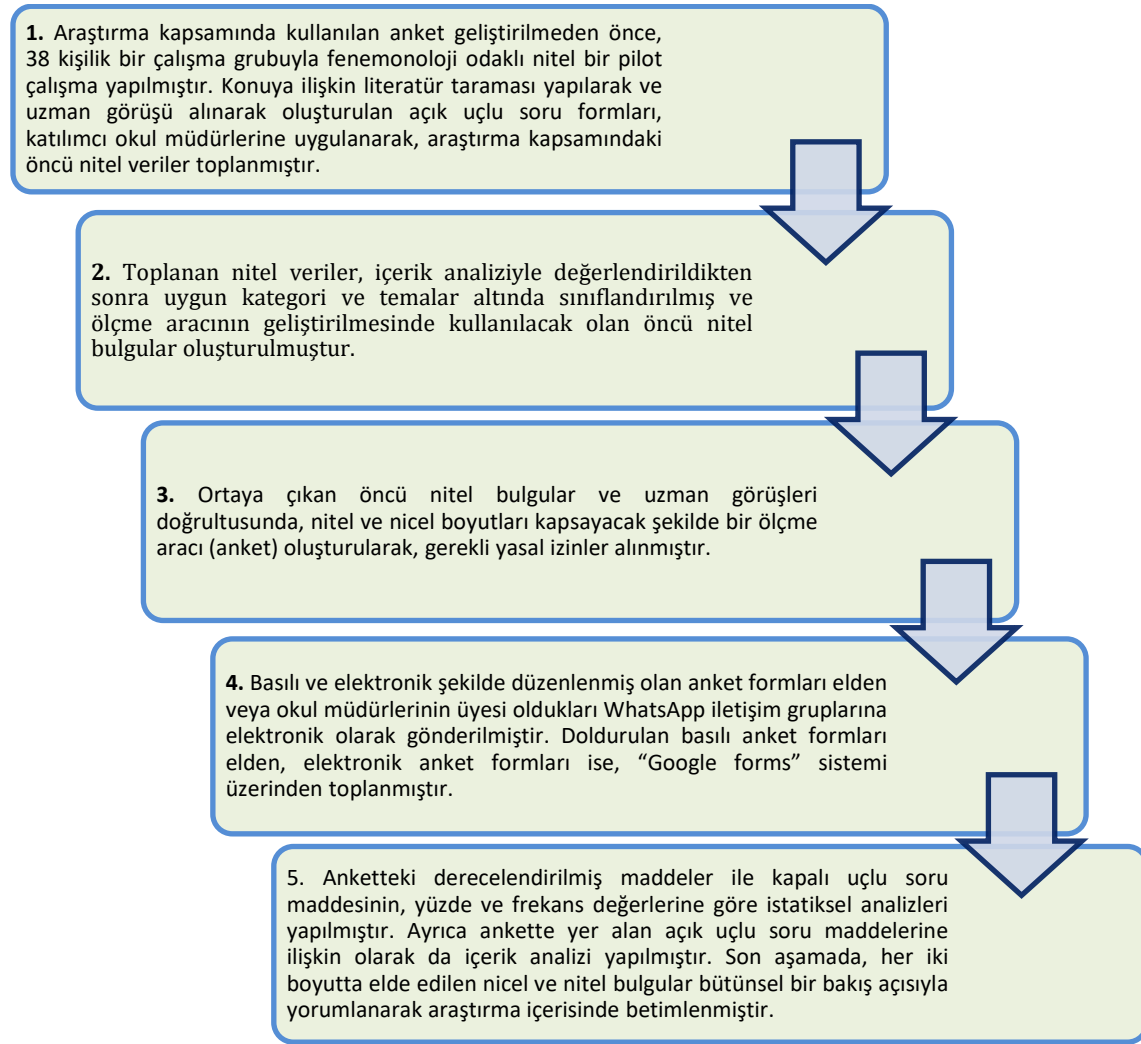 1. Araştırma kapsamında kullanılan anket geliştirilmeden önce,
38 kişilik bir çalışma grubuyla fenemonoloji odaklı nitel bir pilot
çalışma yapılmıştır. Konuya ilişkin literatür taraması yapılarak ve
uzman görüşü alınarak oluşturulan açık uçlu soru formları,
katılımcı okul müdürlerine uygulanarak, araştırma kapsamındaki
öncü nitel veriler toplanmıştır.
2. Toplanan nitel veriler, içerik analiziyle değerlendirildikten
sonra uygun kategori ve temalar altında sınıflandırılmış ve
ölçme aracının geliştirilmesinde kullanılacak olan öncü nitel
bulgular oluşturulmuştur.
3. Ortaya çıkan öncü nitel bulgular ve uzman görüşleri
doğrultusunda, nitel ve nicel boyutları kapsayacak şekilde bir ölçme
aracı (anket) oluşturularak, gerekli yasal izinler alınmıştır.
4. Basılı ve elektronik şekilde düzenlenmiş olan anket formları elden
veya okul müdürlerinin üyesi oldukları WhatsApp iletişim gruplarına
elektronik olarak gönderilmiştir. Doldurulan basılı anket formları
elden, elektronik anket formları ise, “Google forms” sistemi
üzerinden toplanmıştır.
5. Anketteki derecelendirilmiş maddeler ile kapalı uçlu soru
maddesinin, yüzde ve frekans değerlerine göre istatiksel analizleri
yapılmıştır. Ayrıca ankette yer alan açık uçlu soru maddelerine
ilişkin olarak da içerik analizi yapılmıştır. Son aşamada, her iki
boyutta elde edilen nicel ve nitel bulgular bütünsel bir bakış açısıyla
yorumlanarak araştırma içerisinde betimlenmiştir.